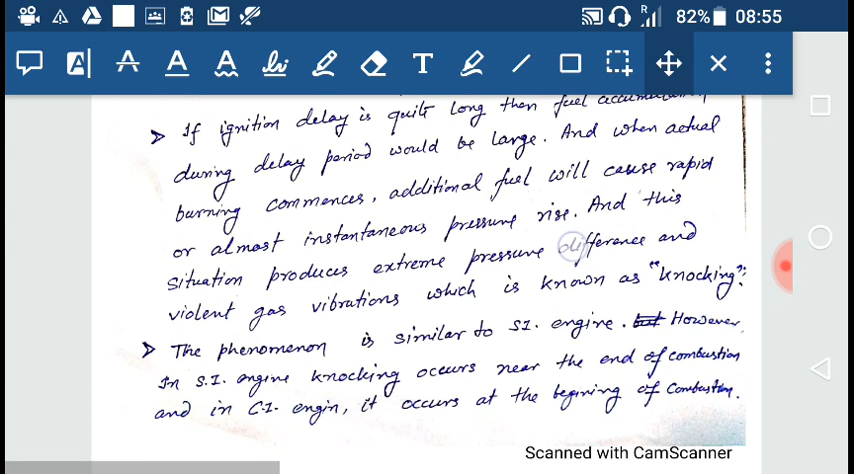 R 82% 08:55
A A A A T
➤ If ignition delay is quite long then fuel
during delay period would be large. And when actual
burning commences, additional fuel will cause rapid
or almost instantaneous pressure rise. And this
situation produces extreme pressure difference and
violent gas vibrations which is known as "knocking":
➤ The phenomenon is similar to S.I. engine. but However,
In S.I. engine knocking occurs near the end of combustion
and in C.I. engin, it occurs at the begining of combustion.
Scanned with CamScanner